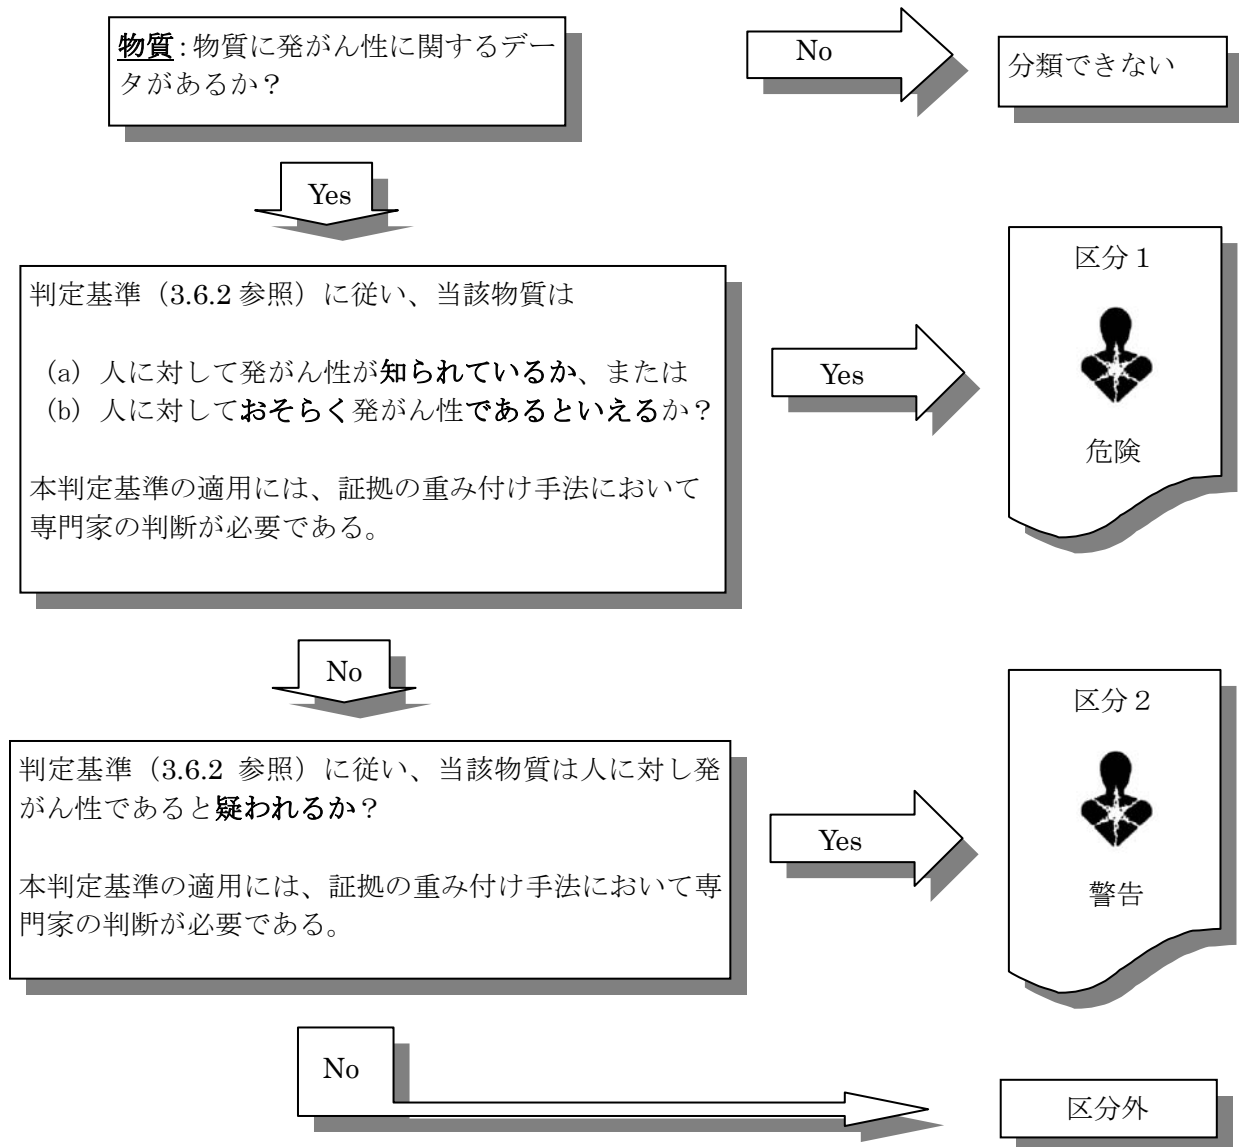 物質:物質に発がん性に関するデー
タがあるか？
No
分類できない
Yes
判定基準（3.6.2 参照）に従い、当該物質は
(a) 人に対して発がん性が知られているか、または
(b) 人に対しておそらく発がん性であるといえるか？
本判定基準の適用には、証拠の重み付け手法において
専門家の判断が必要である。
Yes
区分１
危険
No
判定基準（3.6.2 参照）に従い、当該物質は人に対し発
がん性であると疑われるか？
本判定基準の適用には、証拠の重み付け手法において専
門家の判断が必要である。
Yes
区分２
警告
No
区分外